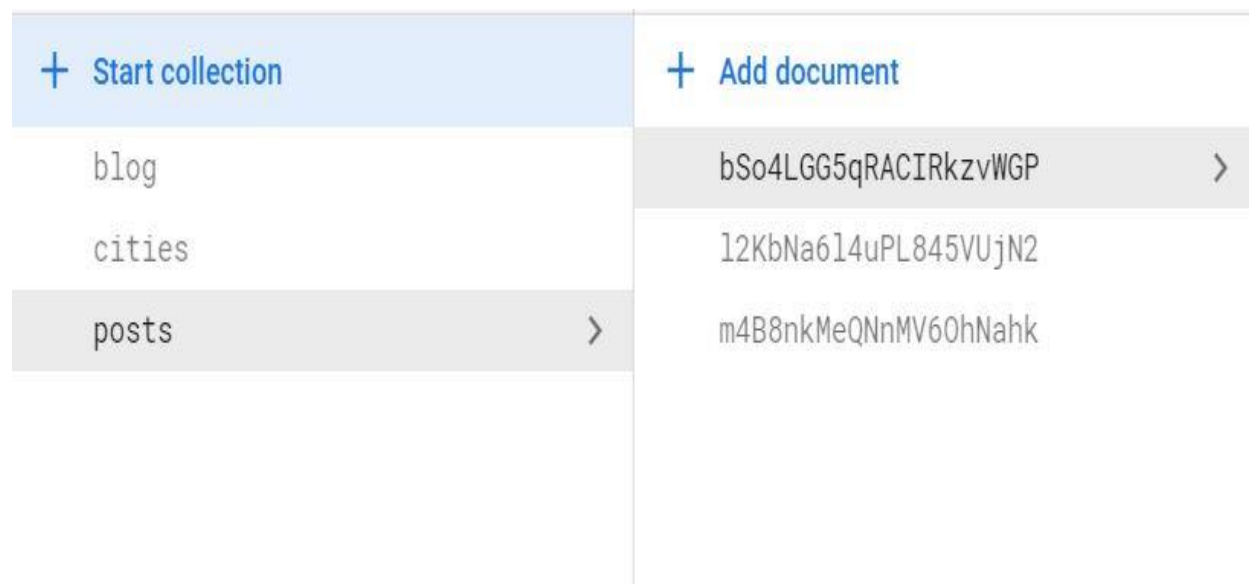 + Start collection
blog
cities
posts
+ Add document
bSo4LGG5qRACIRkzvWGP
l2KbNa6l4uPL845VUjN2
m4B8nkMeQNnMV6OhNahk